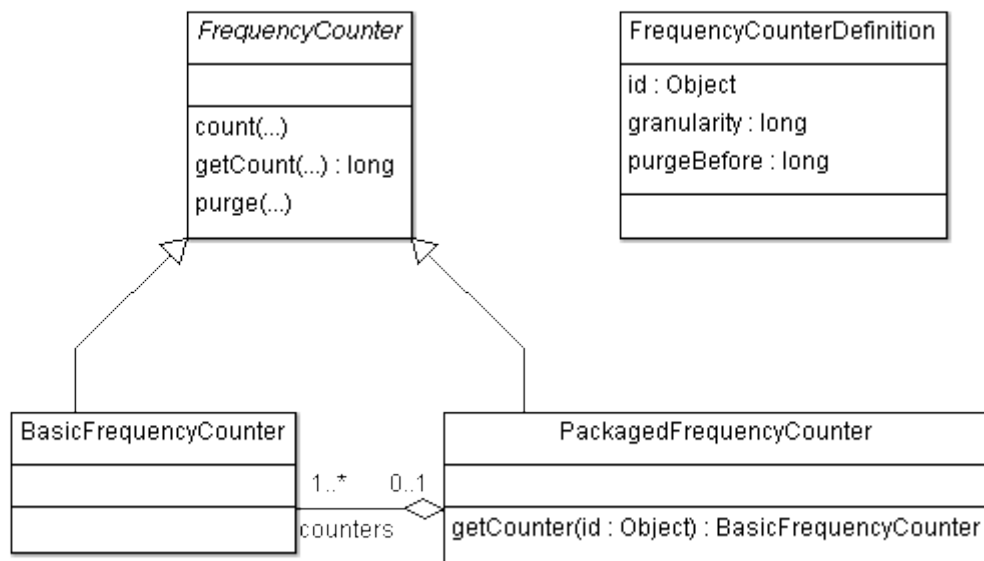 FrequencyCounter
count(...)
getCount(...) : long
purge(...)
FrequencyCounterDefinition
id : Object
granularity : long
purgeBefore : long
BasicFrequencyCounter
1..*
0..1
counters
PackagedFrequencyCounter
getCounter(id : Object) : BasicFrequencyCounter